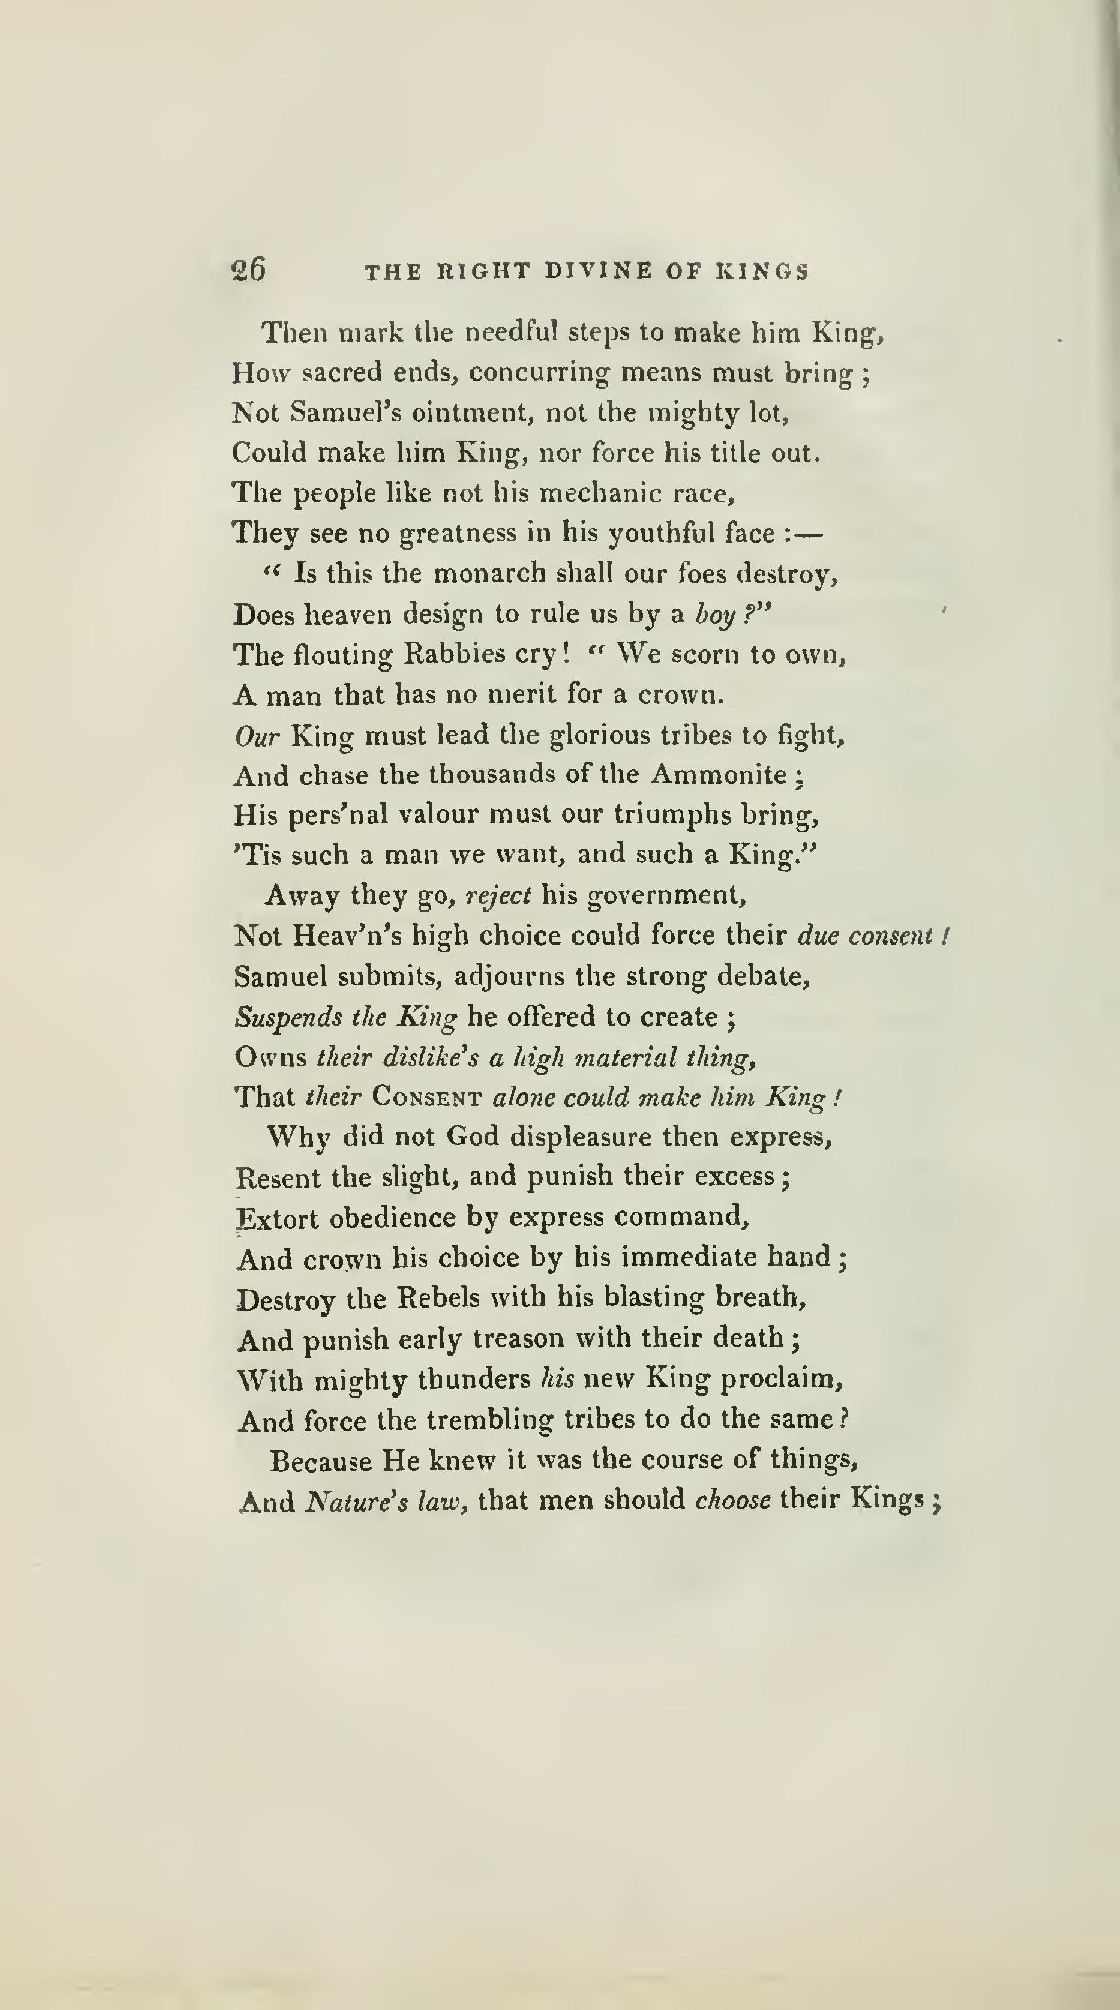 26 THE RIGHT DIVINE OF KINGS
Then mark the needful steps to make him King,
How sacred ends, concurring means must bring ;
Not Samuel's ointment, not the mighty lot,
Could make him King, nor force his title out.
The people like not his mechanic race,
They see no greatness in his youthful face :—
“ Is this the monarch shall our foes destroy,
Does heaven design to rule us by a boy ?”
The flouting Rabbies cry ! “ We scorn to own,
A man that has no merit for a crown.
Our King must lead the glorious tribes to fight,
And chase the thousands of the Ammonite ;
His pers'nal valour must our triumphs bring,
'Tis such a man we want, and such a King.”
Away they go, reject his government,
Not Heav'n's high choice could force their due consent !
Samuel submits, adjourns the strong debate,
Suspends the King he offered to create ;
Owns their dislike's a high material thing,
That their CONSENT alone could make him King !
Why did not God displeasure then express,
Resent the slight, and punish their excess ;
Extort obedience by express command,
And crown his choice by his immediate hand ;
Destroy the Rebels with his blasting breath,
And punish early treason with their death ;
With mighty thunders his new King proclaim,
And force the trembling tribes to do the same ?
Because He knew it was the course of things,
And Nature's law, that men should choose their Kings ;